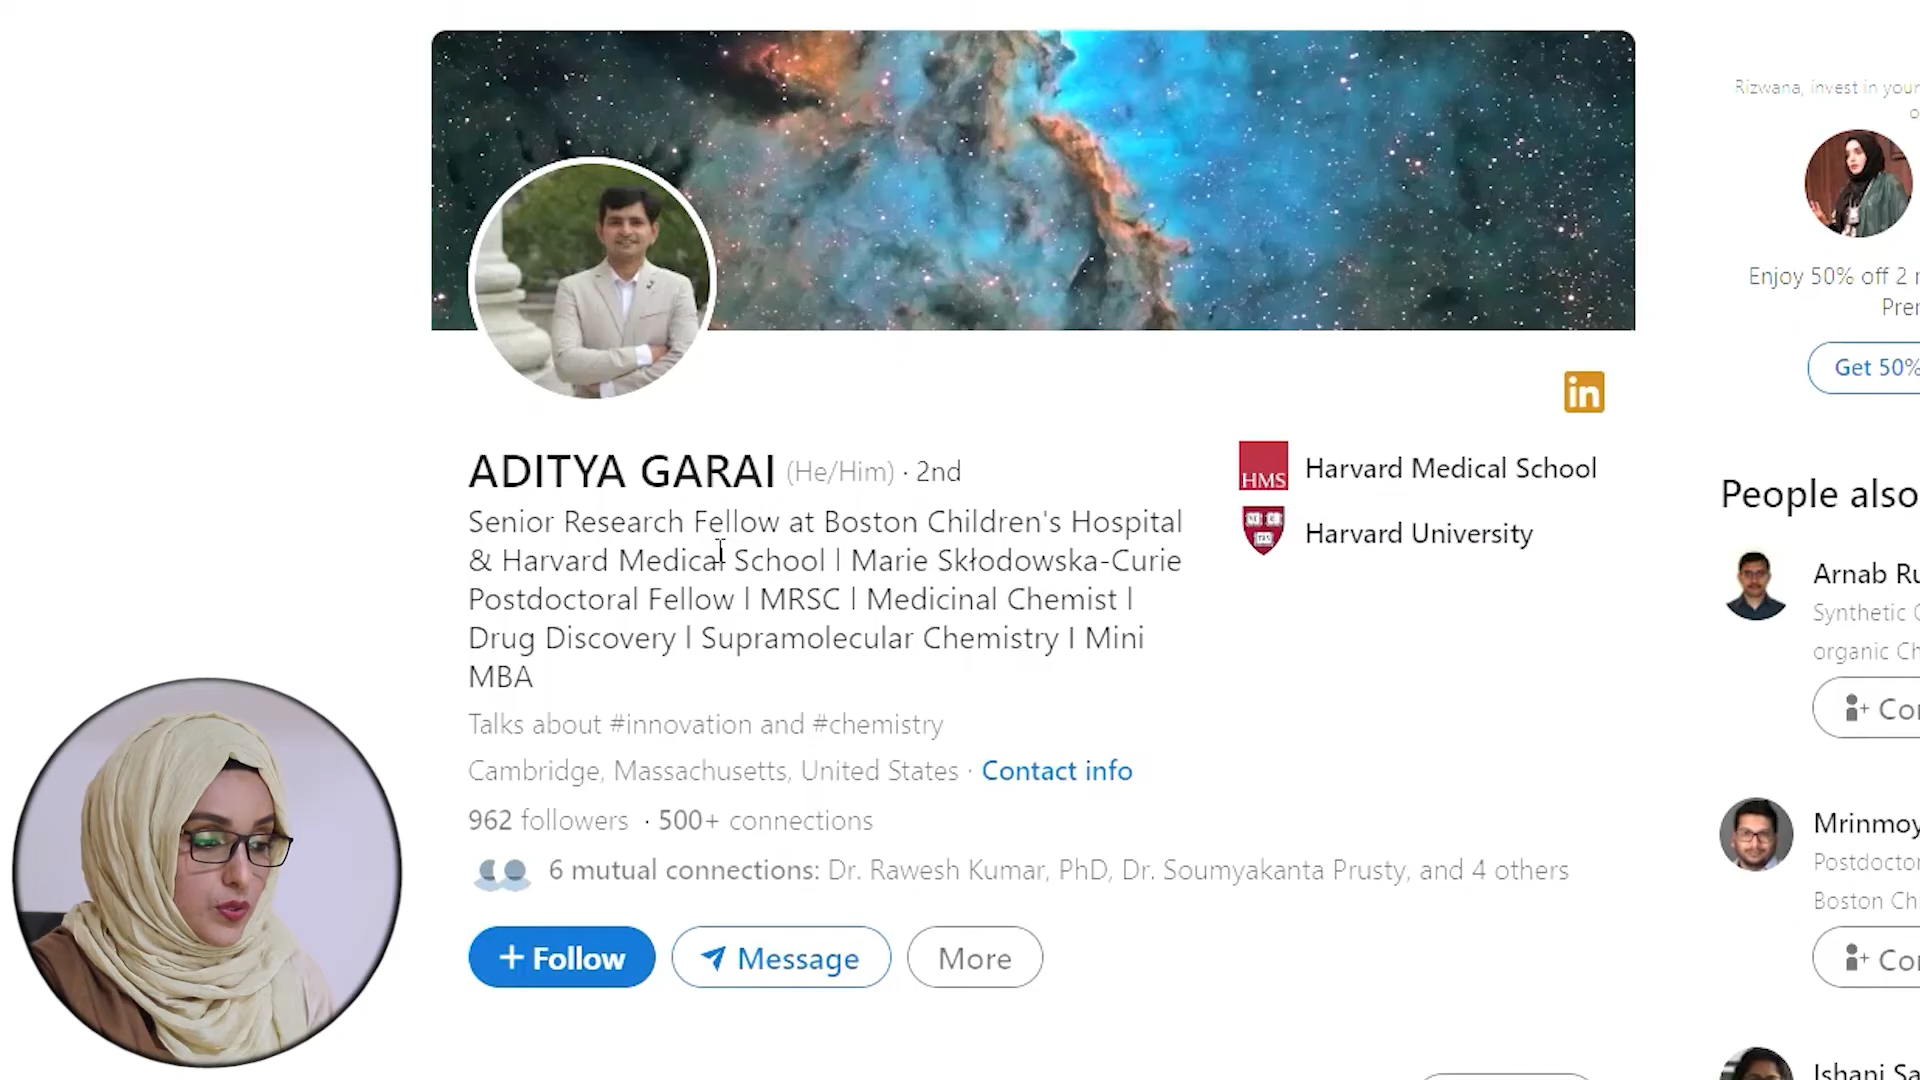 Rizwana, invest in your
Enjoy 50% off 2
Get 50%
in
ADITYA GARAI (He/Him) · 2nd
Senior Research Fellow at Boston Children's Hospital
& Harvard Medical School | Marie Skłodowska-Curie
Postdoctoral Fellow l MRSC l Medicinal Chemist l
Drug Discovery l Supramolecular Chemistry I Mini
MBA
Talks about #innovation and #chemistry
Cambridge, Massachusetts, United States · Contact info
962 followers · 500+ connections
6 mutual connections: Dr. Rawesh Kumar, PhD, Dr. Soumyakanta Prusty, and 4 others
+ Follow
Message
More
HMS
Harvard Medical School
Harvard University
People also
Arnab
Synthetic
organic
Mrinmoy
Boston